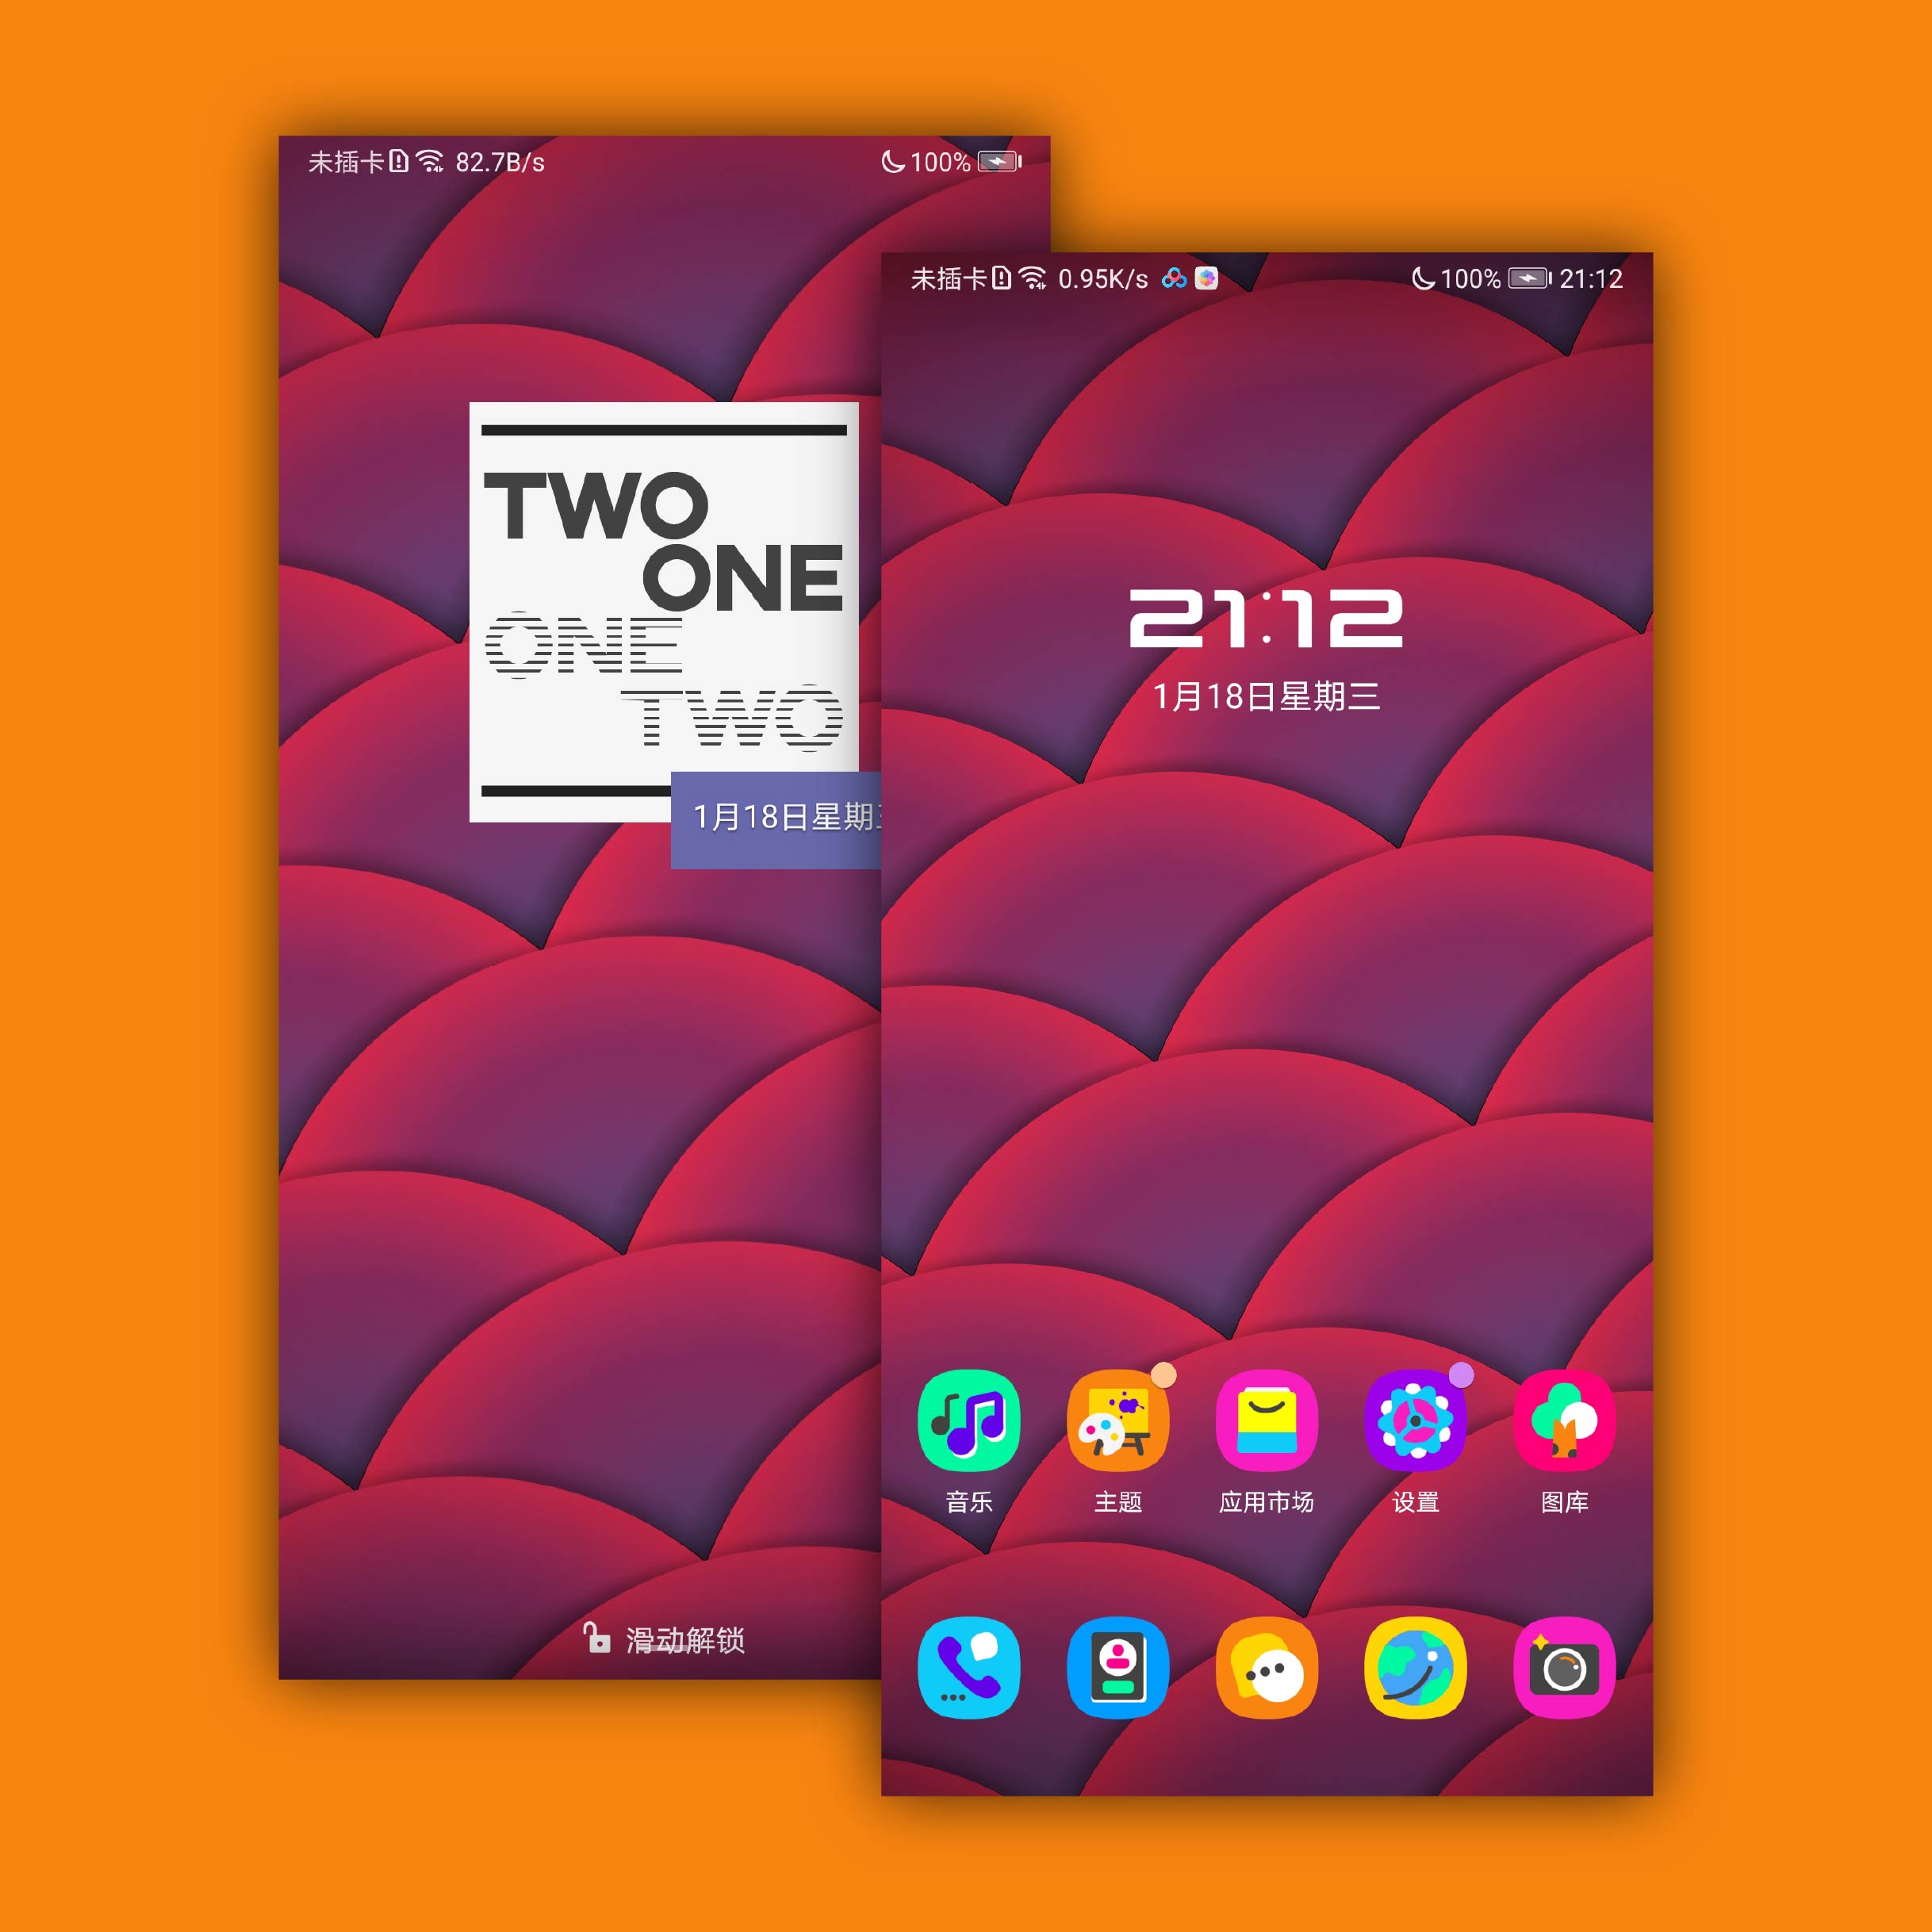 未插卡 82.7B/s 100%
TWO
ONE
ONE
TWO
1月18日星期
滑动解锁
未插卡 0.95K/s 100% 21:12
21:12
1月18日星期三
音乐 主题 应用市场 设置 图库